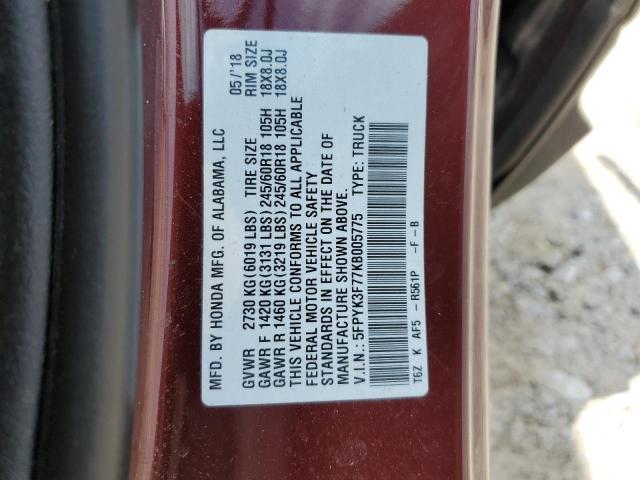 MFD. BY HONDA MFG. OF ALABAMA, LLC 05/'18
GVWR 2730 KG (6019 LBS) TIRE SIZE RIM SIZE
GAWR F 1420 KG (3131 LBS) 245/60R18 105H 18X8.0J
GAWR R 1460 KG (3219 LBS) 245/60R18 105H 18X8.0J
THIS VEHICLE CONFORMS TO ALL APPLICABLE
FEDERAL MOTOR VEHICLE SAFETY
STANDARDS IN EFFECT ON THE DATE OF
MANUFACTURE SHOWN ABOVE.
V.I.N.: 5FPYK3F77KB005775 TYPE: TRUCK
T6Z K AF5 - R561P -F-B